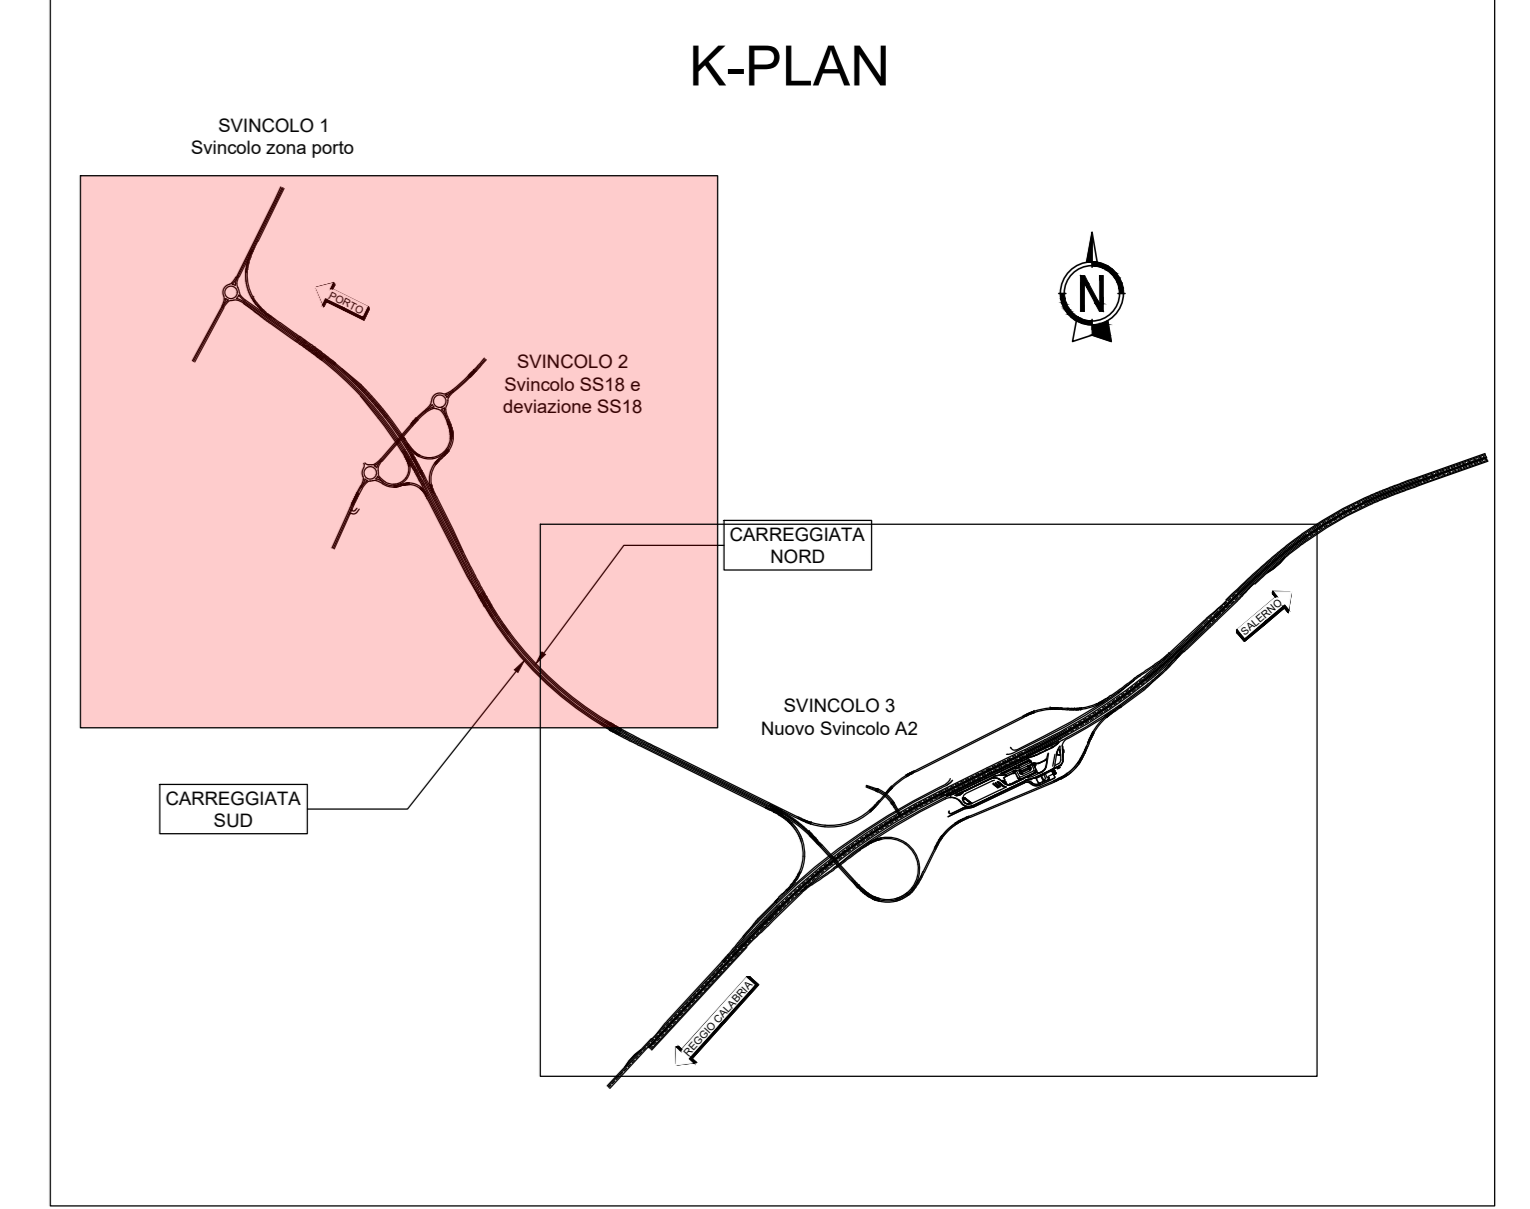 K-PLAN
SVINCOLO 1
Svincolo zona porto
PORTO
N
SVINCOLO 2
Svincolo SS18 e
deviazione SS18
CARREGGIATA
NORD
SALERNO
SVINCOLO 3
Nuovo Svincolo A2
CARREGGIATA
SUD
REGGIO CALABRIA